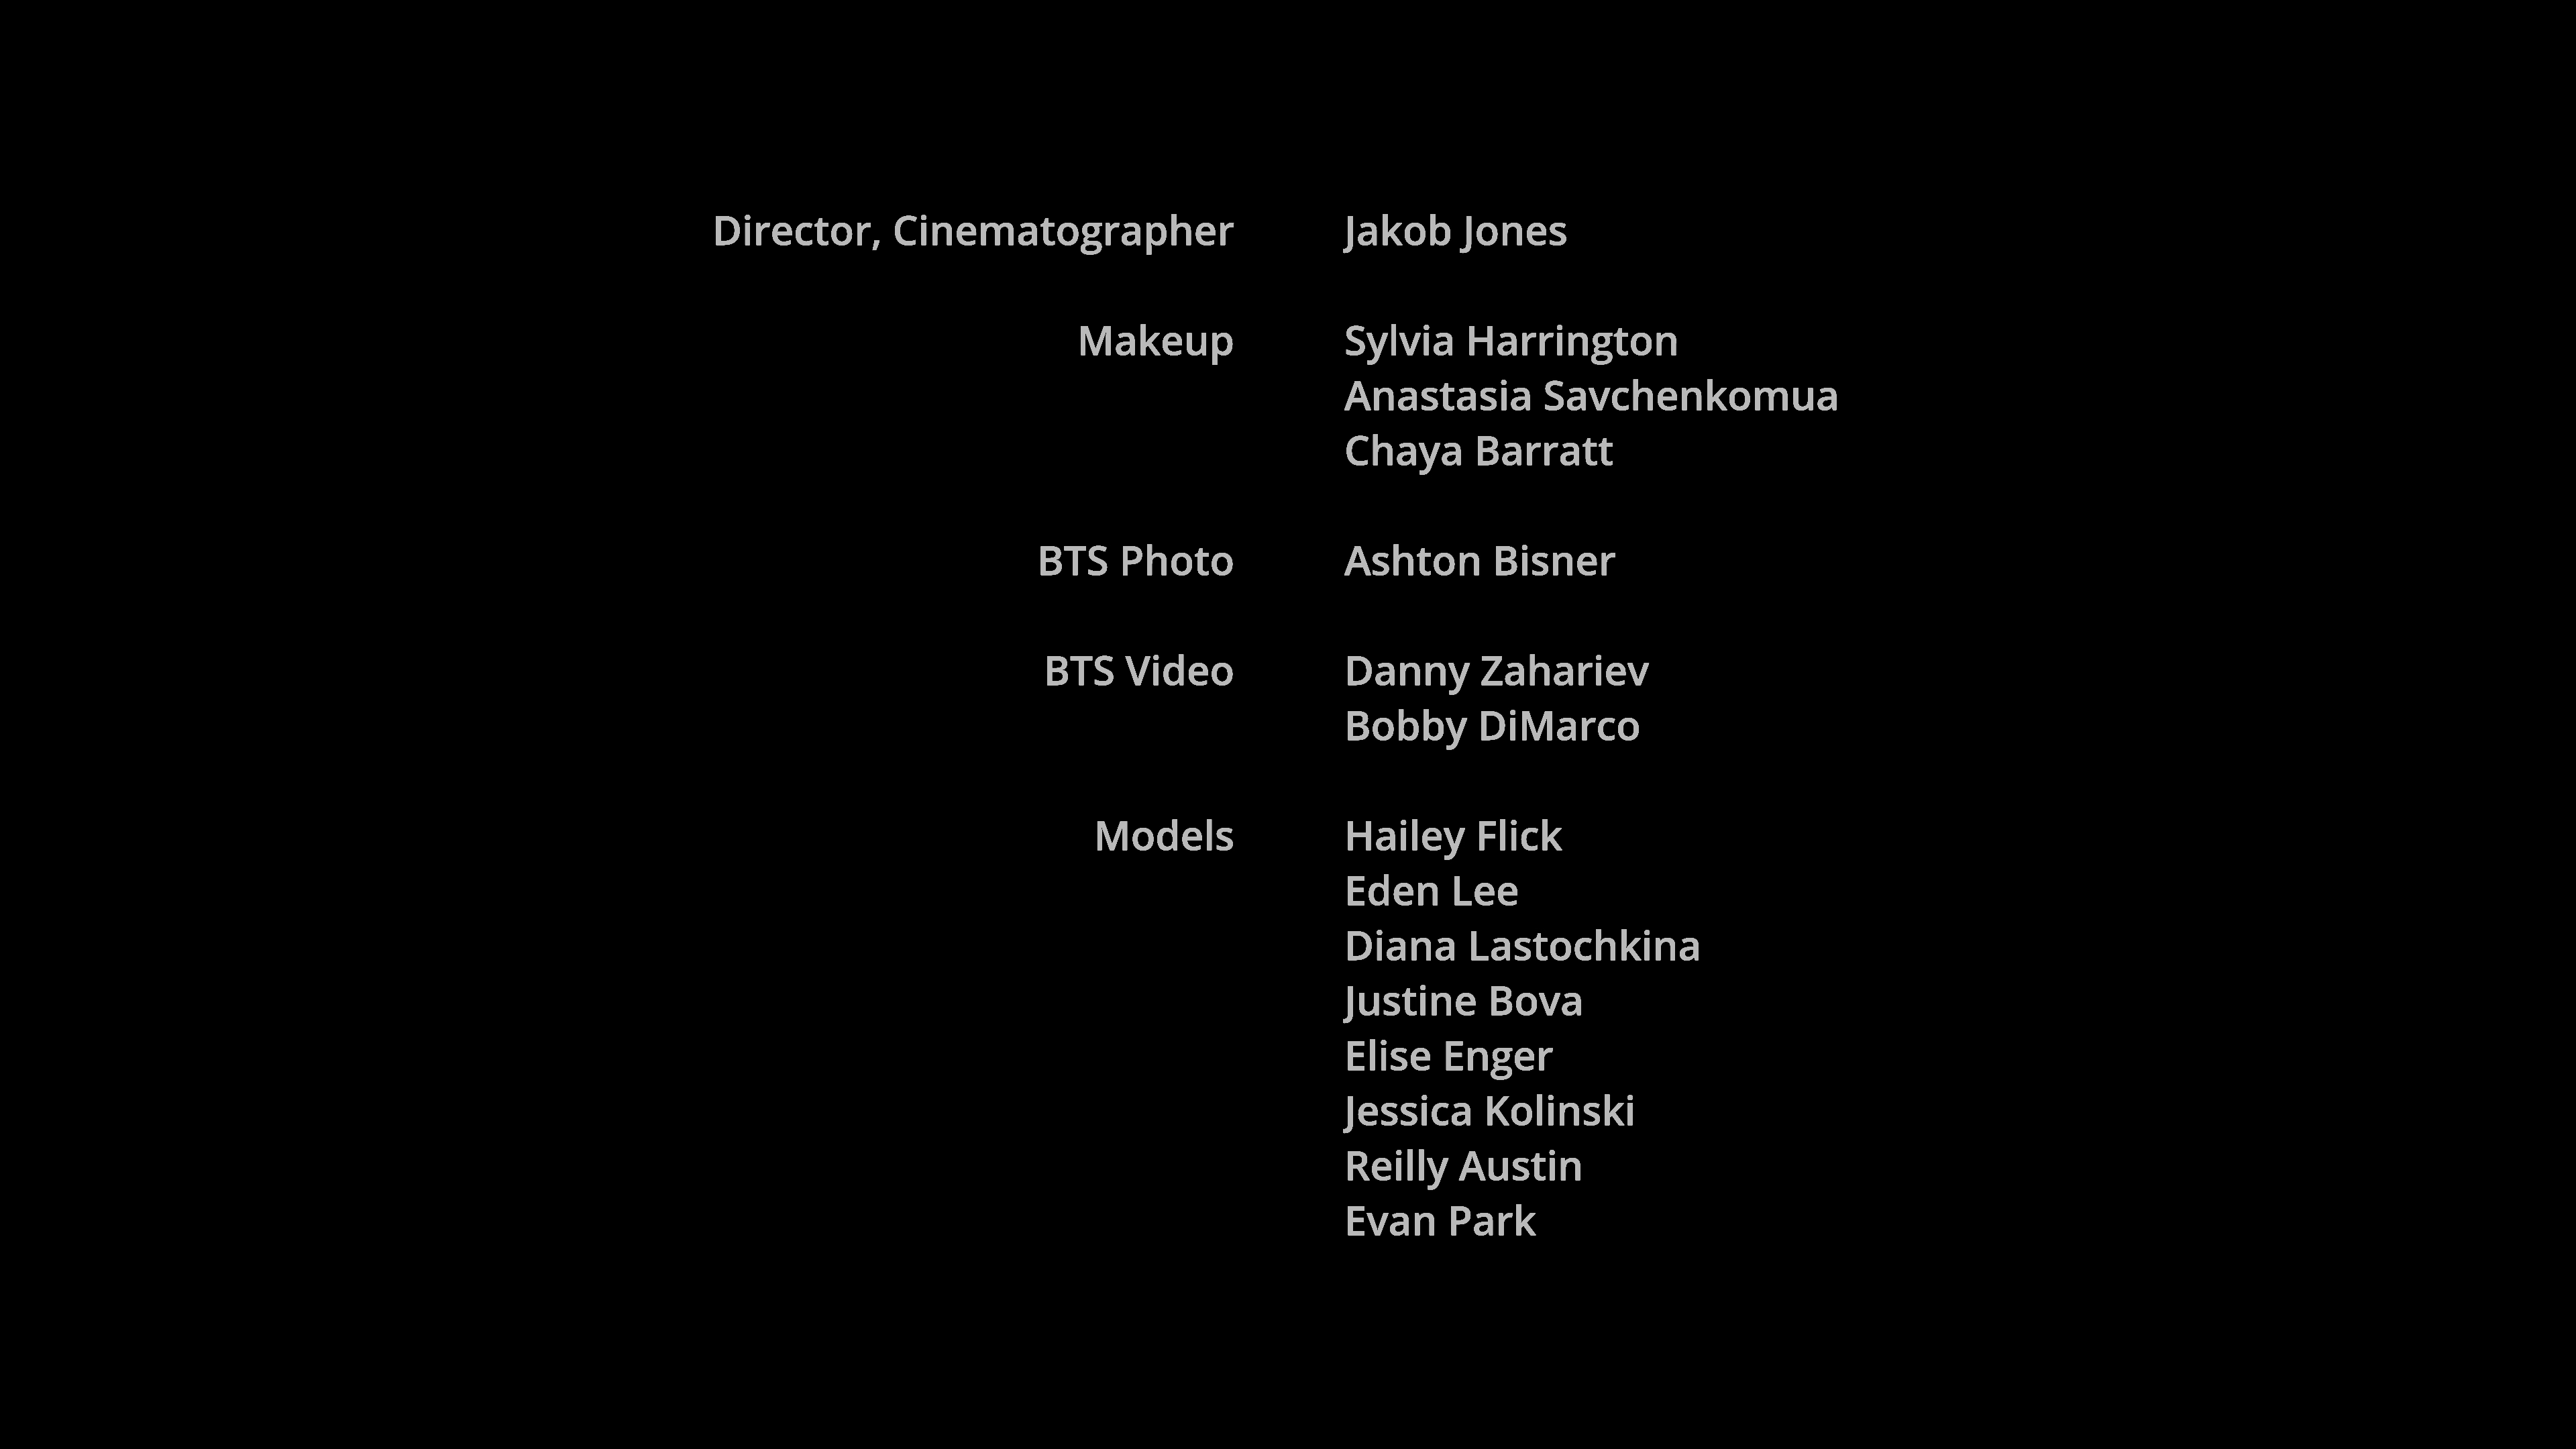 Director, Cinematographer Jakob Jones
Makeup Sylvia Harrington
Anastasia Savchenkomua
Chaya Barratt
BTS Photo Ashton Bisner
BTS Video Danny Zahariev
Bobby DiMarco
Models Hailey Flick
Eden Lee
Diana Lastochkina
Justine Bova
Elise Enger
Jessica Kolinski
Reilly Austin
Evan Park